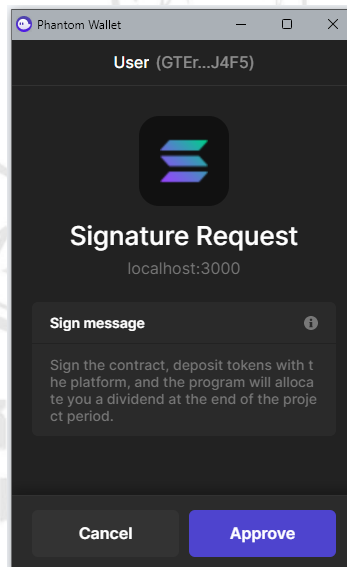 Phantom Wallet
User (GTEr...J4F5)
Signature Request
localhost:3000
Sign message
Sign the contract, deposit tokens with t
he platform, and the program will alloca
te you a dividend at the end of the proje
ct period.
Cancel Approve